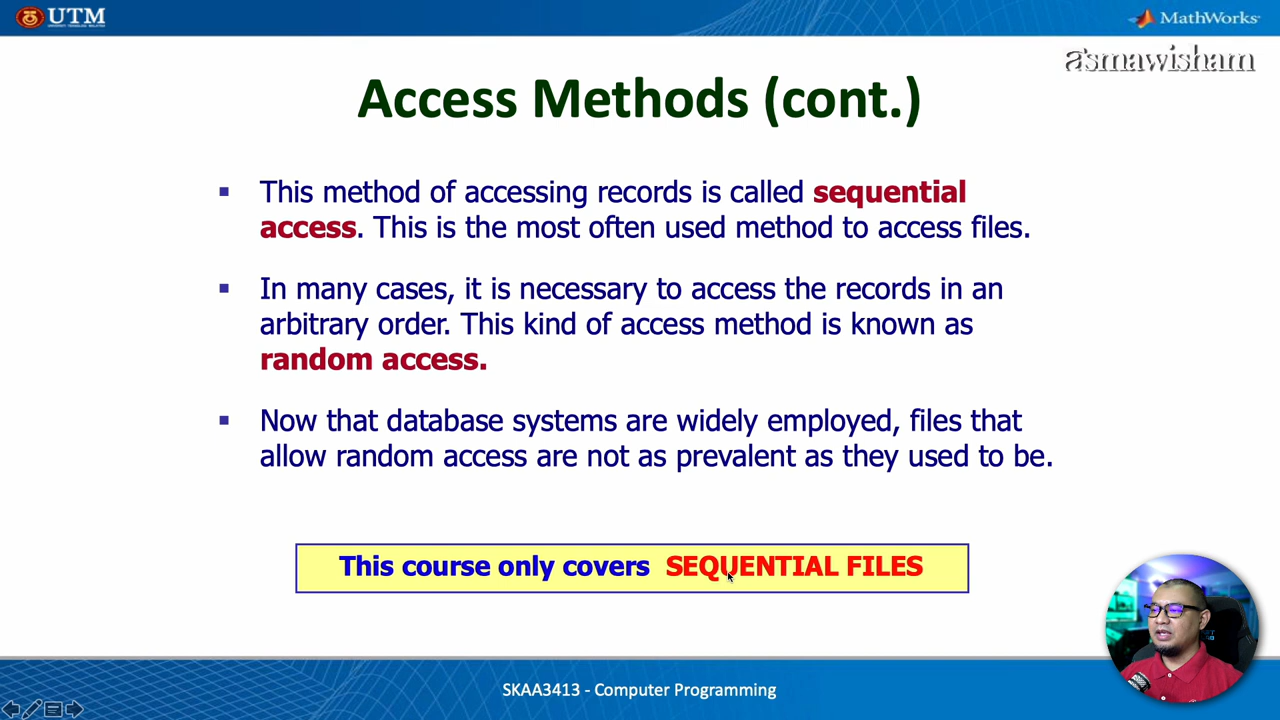 UTM
UNIVERSITI TEKNOLOGI MALAYSIA
MathWorks
asmawisham
Access Methods (cont.)
This method of accessing records is called sequential
access. This is the most often used method to access files.
In many cases, it is necessary to access the records in an
arbitrary order. This kind of access method is known as
random access.
Now that database systems are widely employed, files that
allow random access are not as prevalent as they used to be.
This course only covers SEQUENTIAL FILES
SKAA3413 - Computer Programming